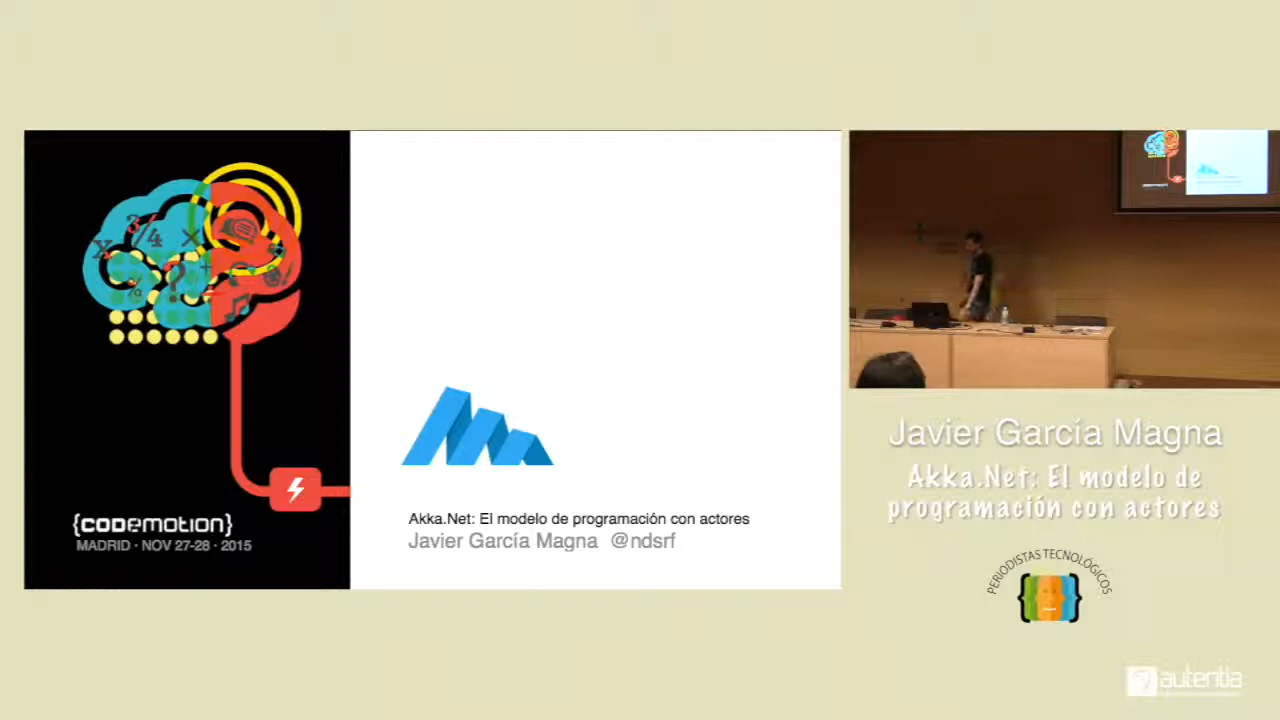 {CODEMOTION}
MADRID · NOV 27-28 · 2015
Akka.Net: El modelo de programación con actores
Javier García Magna @ndsrf
Javier García Magna
Akka.Net: El modelo de
programación con actores
PERIODISTAS TECNOLÓGICOS
autentia